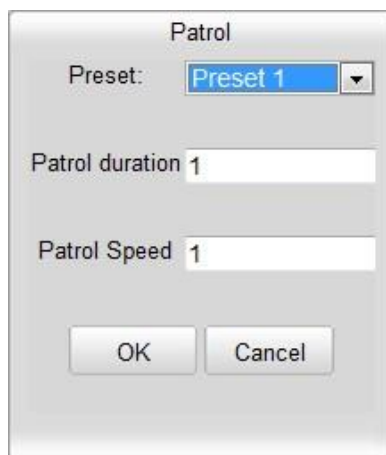 Patrol
Preset: Preset 1
Patrol duration 1
Patrol Speed 1
OK Cancel